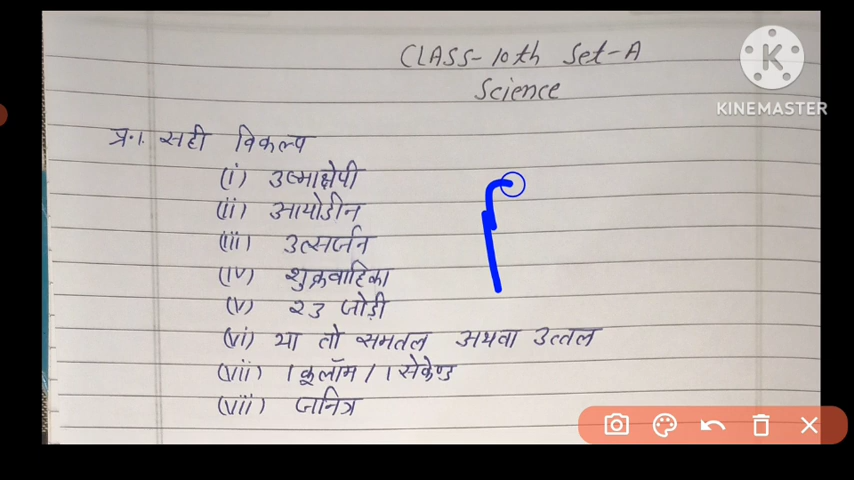 CLASS-10th Set-A
Science
KINEMASTER
प्र.1. सही विकल्प
(i) उष्माक्षेपी
(ii) आयोडीन
(iii) उत्सर्जन
(iv) शुक्रवाहिका
(v) २३ जोड़ी
(vi) या तो समतल अथवा उत्तल
(vii) 1 कूलॉम / 1 सेकेण्ड
(viii) जनित्र